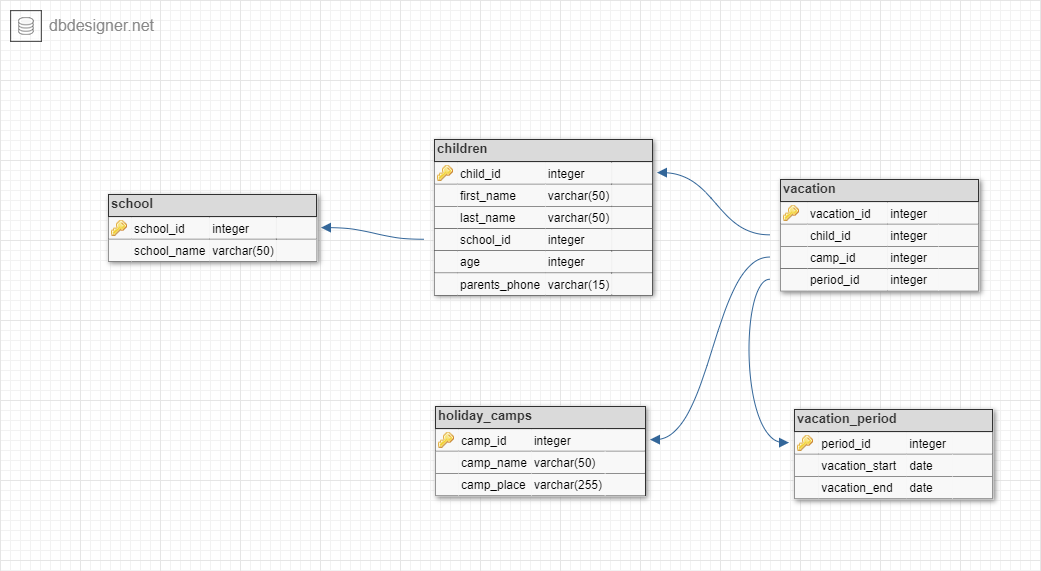 dbdesigner.net
school
school_id integer
school_name varchar(50)
children
child_id integer
first_name varchar(50)
last_name varchar(50)
school_id integer
age integer
parents_phone varchar(15)
vacation
vacation_id integer
child_id integer
camp_id integer
period_id integer
holiday_camps
camp_id integer
camp_name varchar(50)
camp_place varchar(255)
vacation_period
period_id integer
vacation_start date
vacation_end date